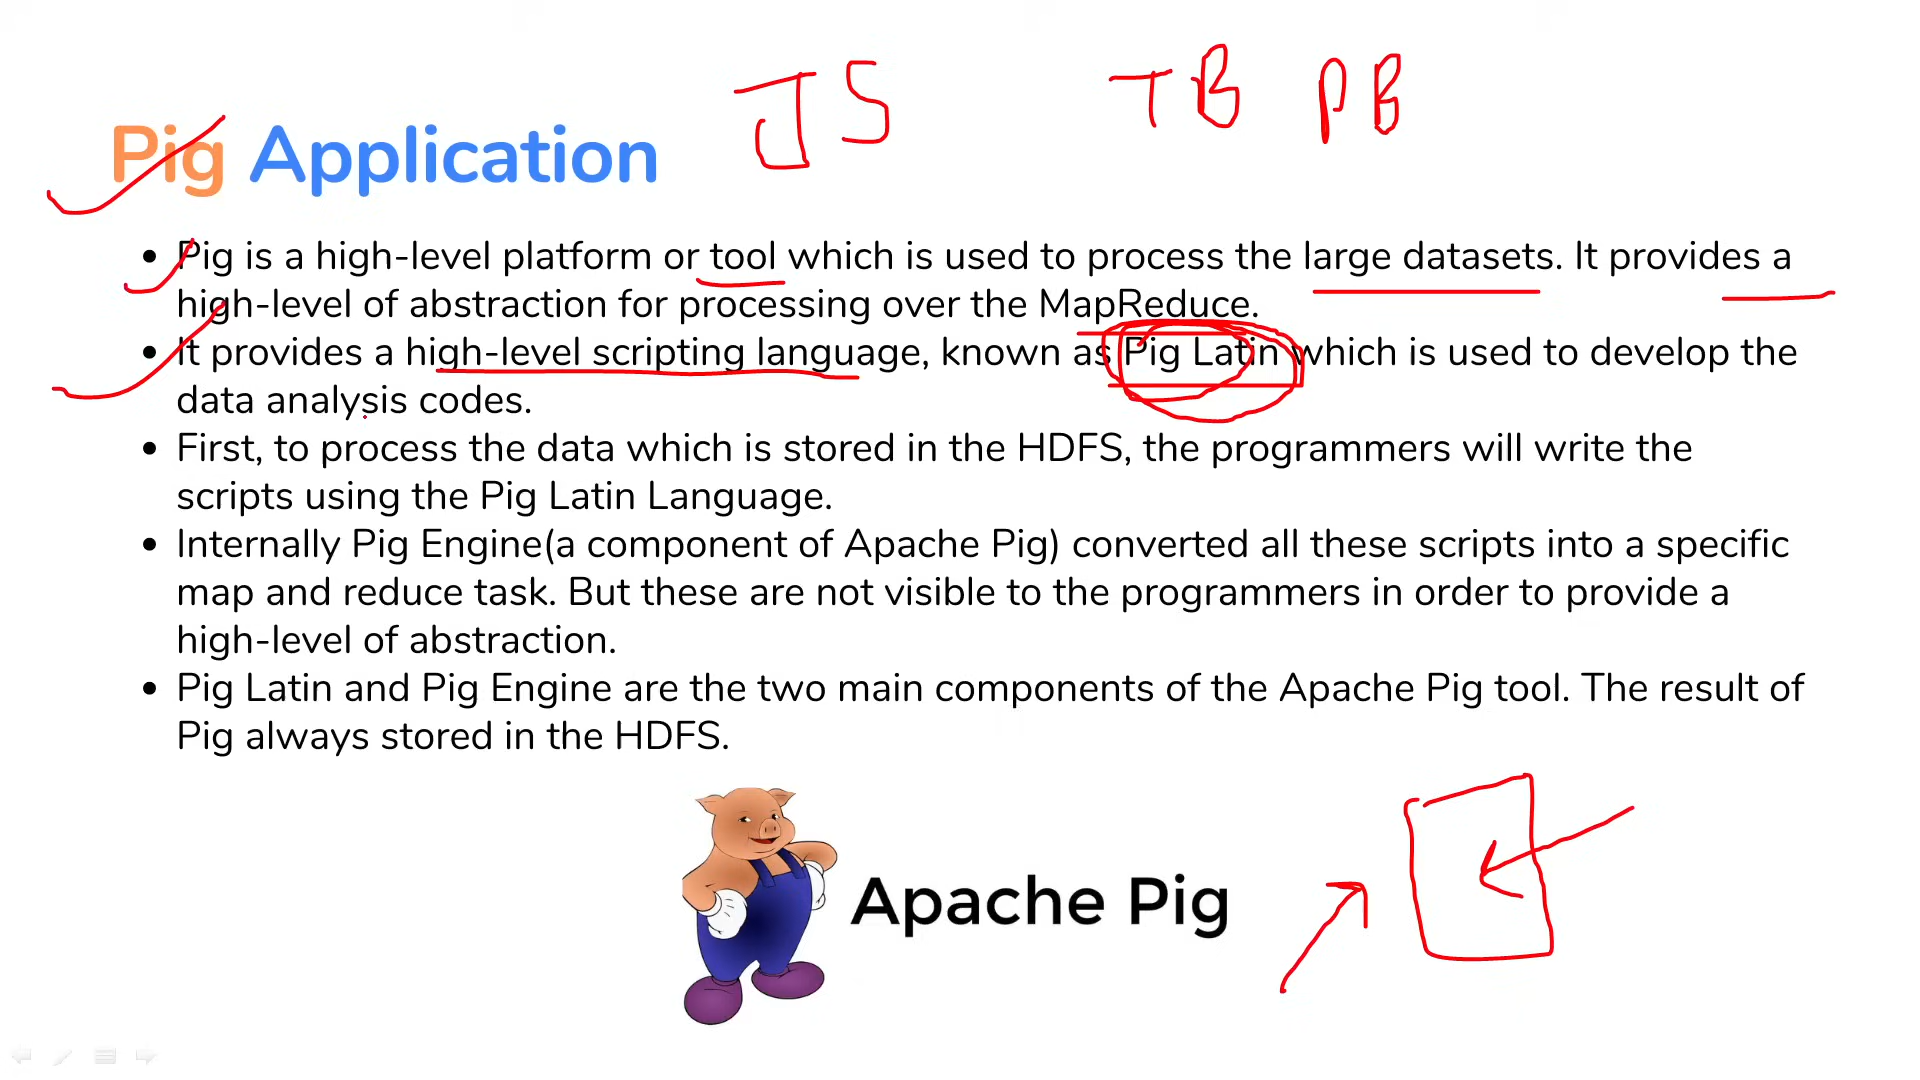 JS TB PB
Pig Application
• Pig is a high-level platform or tool which is used to process the large datasets. It provides a
high-level of abstraction for processing over the MapReduce.
• It provides a high-level scripting language, known as Pig Latin which is used to develop the
data analysis codes.
• First, to process the data which is stored in the HDFS, the programmers will write the
scripts using the Pig Latin Language.
• Internally Pig Engine(a component of Apache Pig) converted all these scripts into a specific
map and reduce task. But these are not visible to the programmers in order to provide a
high-level of abstraction.
• Pig Latin and Pig Engine are the two main components of the Apache Pig tool. The result of
Pig always stored in the HDFS.
Apache Pig